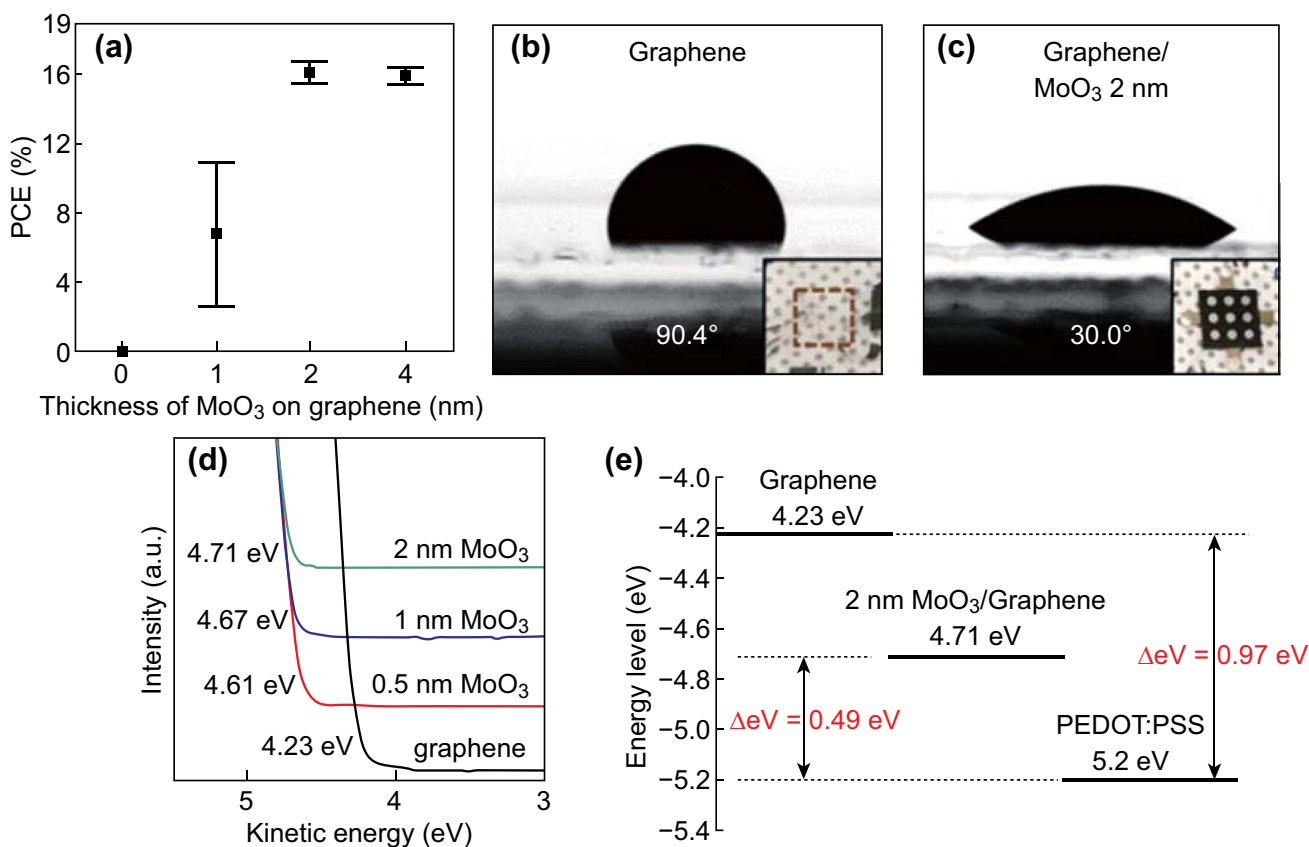 (a)
19
16
12
8
4
0
PCE (%)
0 1 2 4
Thickness of MoO₃ on graphene (nm)
(b)
Graphene
90.4°
(c)
Graphene/
MoO₃ 2 nm
30.0°
(d)
4.71 eV 2 nm MoO₃
4.67 eV 1 nm MoO₃
4.61 eV 0.5 nm MoO₃
4.23 eV graphene
Intensity (a.u.)
5 4 3
Kinetic energy (eV)
(e)
−4.0
−4.2
−4.4
−4.6
−4.8
−5.0
−5.2
−5.4
Energy level (eV)
Graphene
4.23 eV
2 nm MoO₃/Graphene
4.71 eV
ΔeV = 0.97 eV
ΔeV = 0.49 eV
PEDOT:PSS
5.2 eV